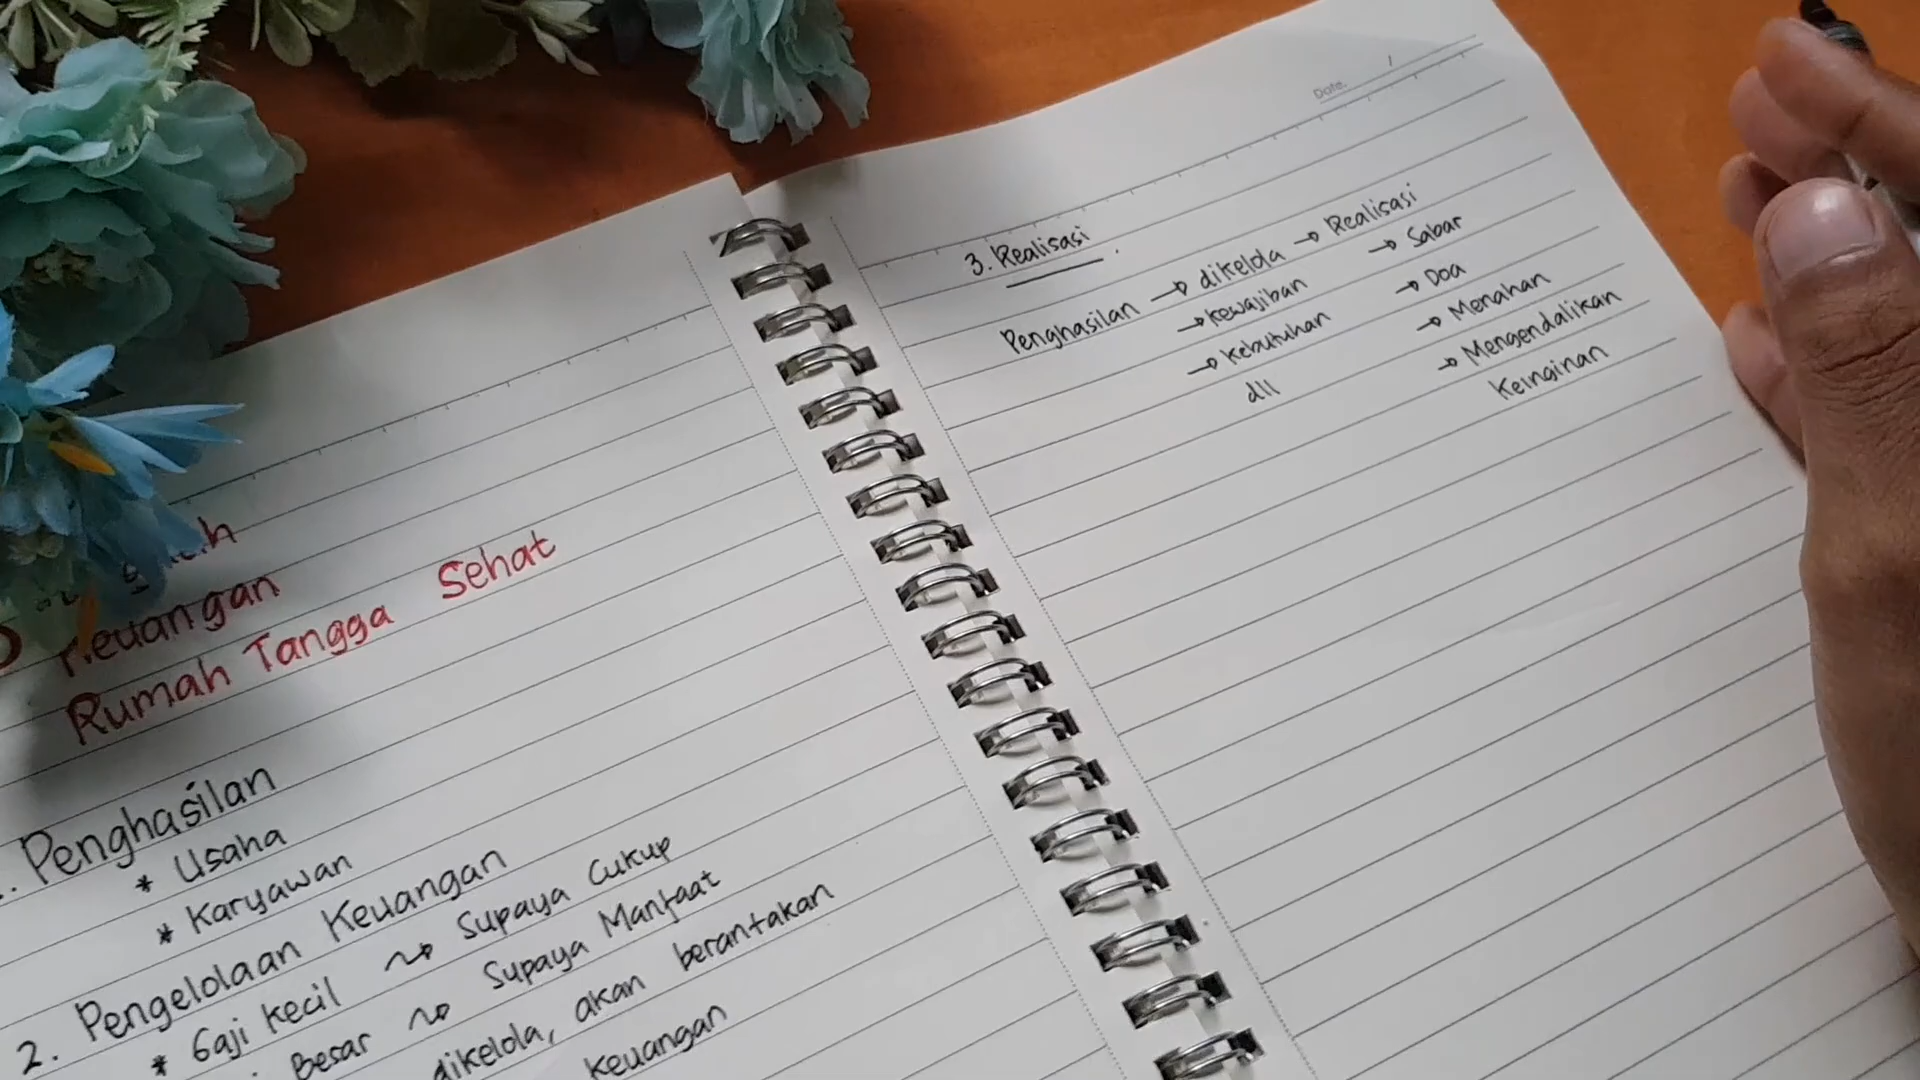 Keuangan
Rumah Tangga Sehat
Penghasilan
* Usaha
* Karyawan
2. Pengelolaan Keuangan
* Gaji Kecil ~> Supaya Cukup
Besar ~> Supaya Manfaat
dikelola, akan berantakan
keuangan
Date.
3. Realisasi
Penghasilan → dikelola → Realisasi
→ Kewajiban → Sabar
→ Kebutuhan → Doa
dll → Menahan
→ Mengendalikan
Keinginan